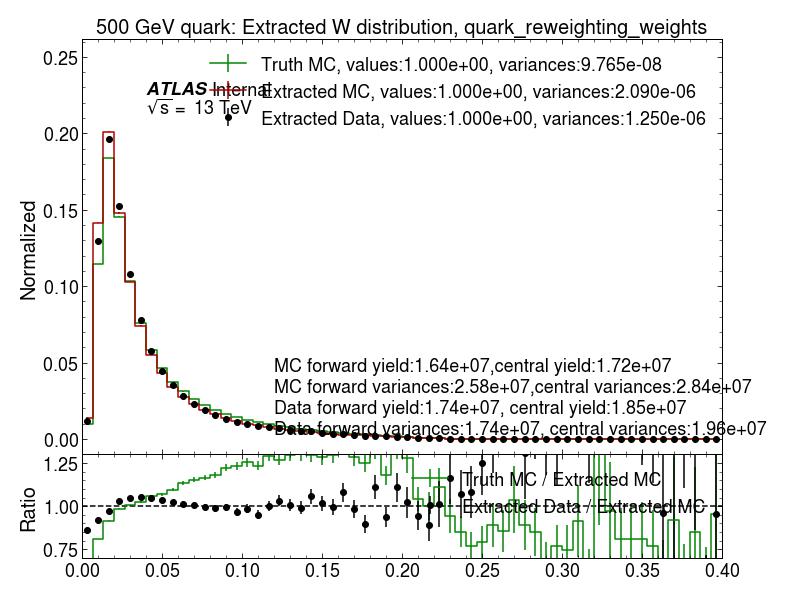 500 GeV quark: Extracted W distribution, quark_reweighting_weights
0.25
Truth MC, values:1.000e+00, variances:9.765e-08
ATLAS Internal
Extracted MC, values:1.000e+00, variances:2.090e-06
√s = 13 TeV
Extracted Data, values:1.000e+00, variances:1.250e-06
0.20
0.15
Normalized
0.10
0.05
MC forward yield:1.64e+07,central yield:1.72e+07
MC forward variances:2.58e+07,central variances:2.84e+07
Data forward yield:1.74e+07, central yield:1.85e+07
Data forward variances:1.74e+07, central variances:1.96e+07
0.00
1.25
Truth MC / Extracted MC
Ratio
1.00
Extracted Data / Extracted MC
0.75
0.00 0.05 0.10 0.15 0.20 0.25 0.30 0.35 0.40